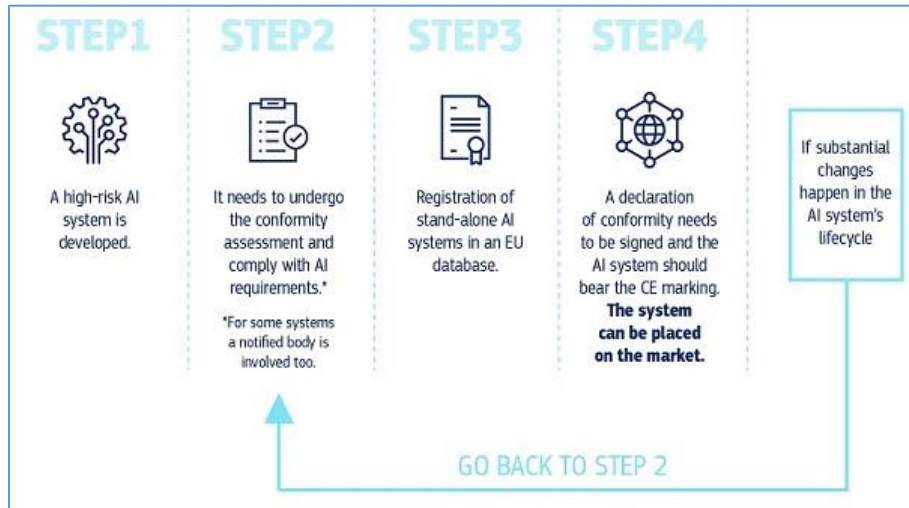 STEP1
A high-risk AI
system is
developed.
STEP2
It needs to undergo
the conformity
assessment and
comply with AI
requirements.*
*For some systems
a notified body is
involved too.
STEP3
Registration of
stand-alone AI
systems in an EU
database.
STEP4
A declaration
of conformity needs
to be signed and the
AI system should
bear the CE marking.
The system
can be placed
on the market.
If substantial
changes
happen in the
AI system's
lifecycle
GO BACK TO STEP 2